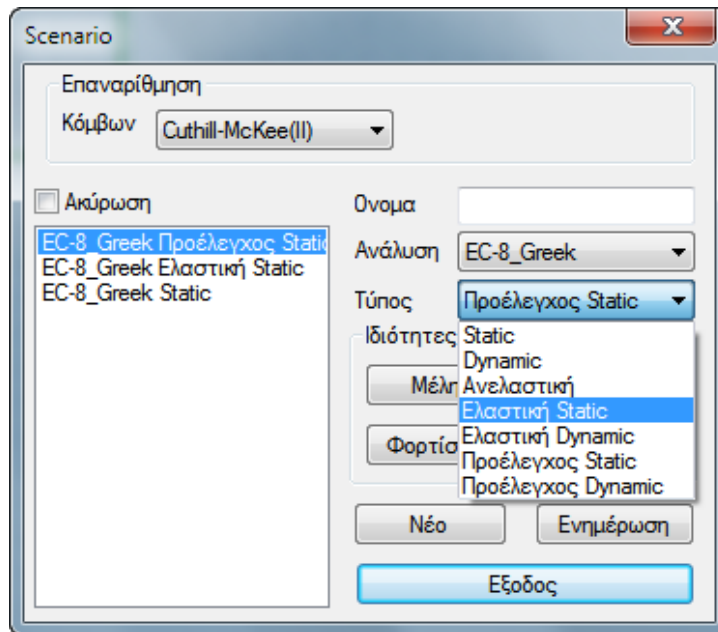 Scenario
Επαναρίθμηση
Κόμβων Cuthill-McKee(II)
Ακύρωση
Ονομα
EC-8_Greek Προέλεγχος Static
EC-8_Greek Ελαστική Static
EC-8_Greek Static
Ανάλυση EC-8_Greek
Τύπος Προέλεγχος Static
Ιδιότητες
Static
Dynamic
Ανελαστική
Ελαστική Static
Ελαστική Dynamic
Προέλεγχος Static
Προέλεγχος Dynamic
Νέο
Ενημέρωση
Εξοδος